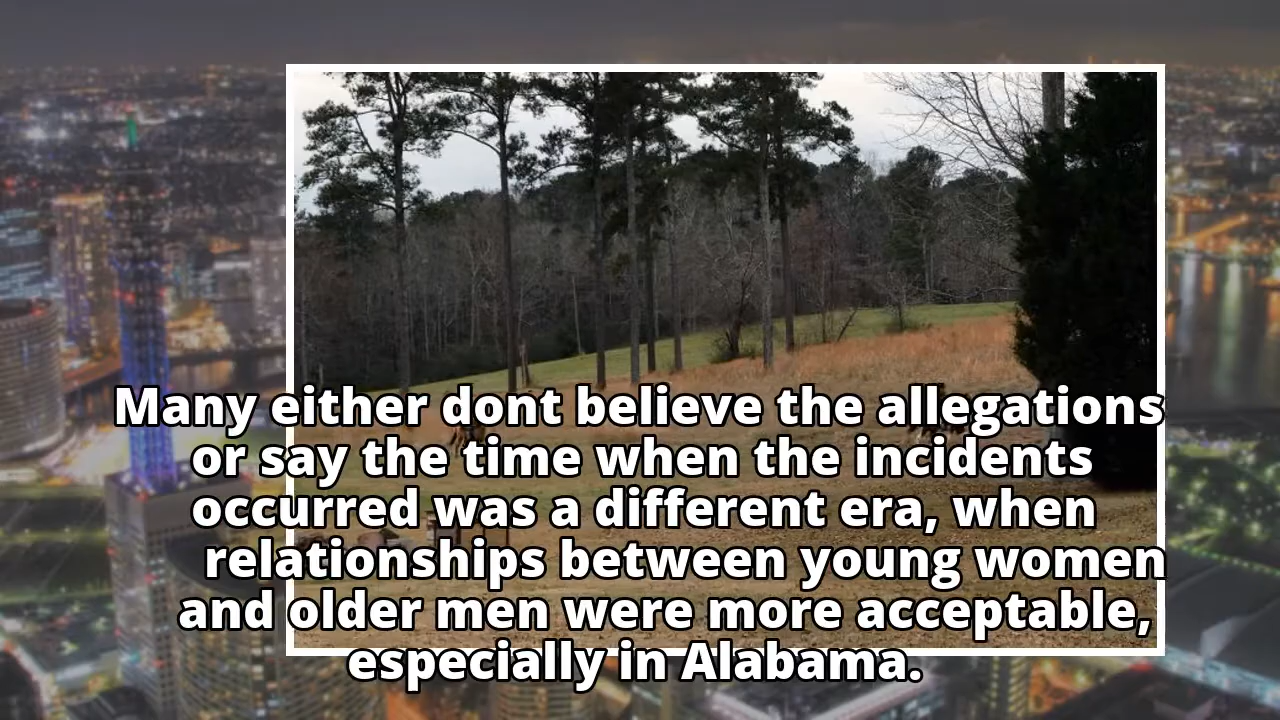 Many either dont believe the allegations
or say the time when the incidents
occurred was a different era, when
relationships between young women
and older men were more acceptable,
especially in Alabama.